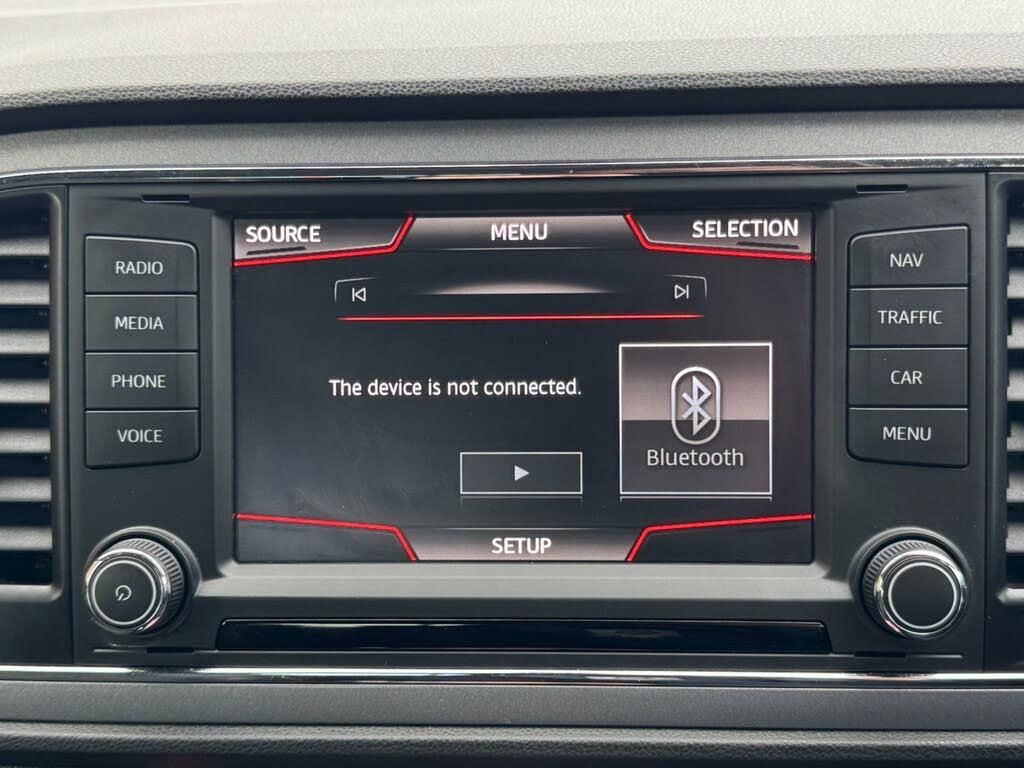 RADIO
MEDIA
PHONE
VOICE
SOURCE
MENU
SELECTION
The device is not connected.
Bluetooth
SETUP
NAV
TRAFFIC
CAR
MENU